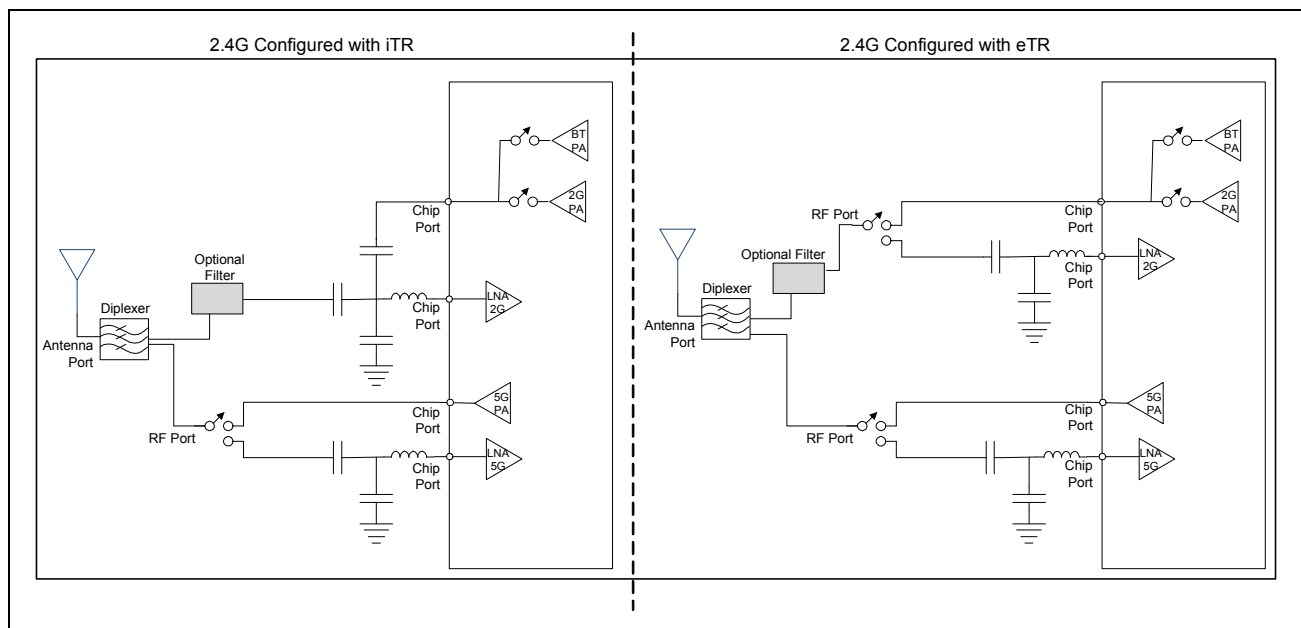 2.4G Configured with iTR
BT
PA
2G
PA
Chip
Port
Optional
Filter
LNA
2G
Chip
Port
Diplexer
Antenna
Port
5G
PA
Chip
Port
RF Port
LNA
5G
Chip
Port
2.4G Configured with eTR
BT
PA
2G
PA
RF Port
Chip
Port
Optional Filter
LNA
2G
Chip
Port
Diplexer
Antenna
Port
5G
PA
Chip
Port
RF Port
LNA
5G
Chip
Port